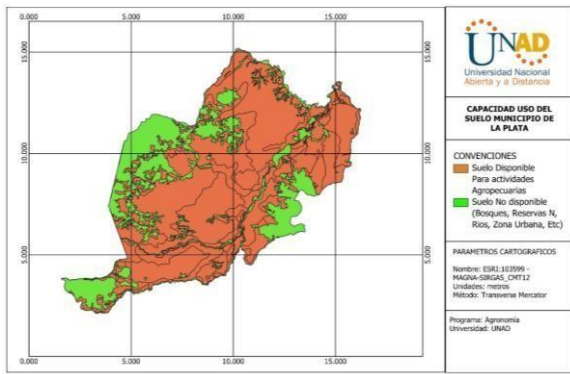 0.000 5.000 10.000 15.000
15.000 15.000
10.000 10.000
5.000 5.000
0.000 5.000 10.000 15.000
UNAD
Universidad Nacional
Abierta y a Distancia
CAPACIDAD USO DEL
SUELO MUNICIPIO DE
LA PLATA
CONVENCIONES
Suelo Disponible
Para actividades
Agropecuarias
Suelo No disponible
(Bosques, Reservas N,
Rios, Zona Urbana, Etc)
PARAMETROS CARTOGRAFICOS
Nombre: ESRI:103599 -
MAGNA-SIRGAS_CMT12
Unidades: metros
Método: Transverse Mercator
Programa: Agronomía
Universidad: UNAD